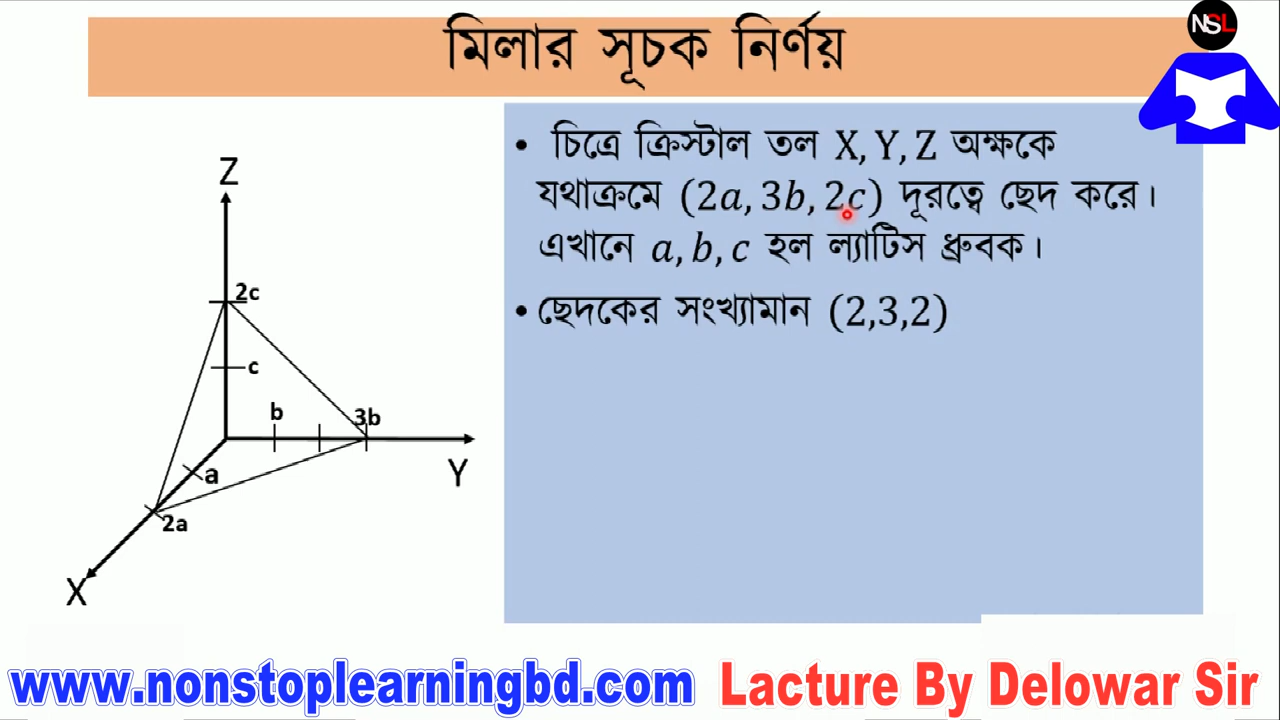 মিলার সূচক নির্ণয়
NSL
• চিত্রে ক্রিস্টাল তল X, Y, Z অক্ষকে
যথাক্রমে (2a, 3b, 2c) দূরত্বে ছেদ করে।
এখানে a, b, c হল ল্যাটিস ধ্রুবক।
• ছেদকের সংখ্যামান (2,3,2)
Z
2c
c
b
3b
Y
a
2a
X
www.nonstoplearningbd.com
Lacture By Delowar Sir